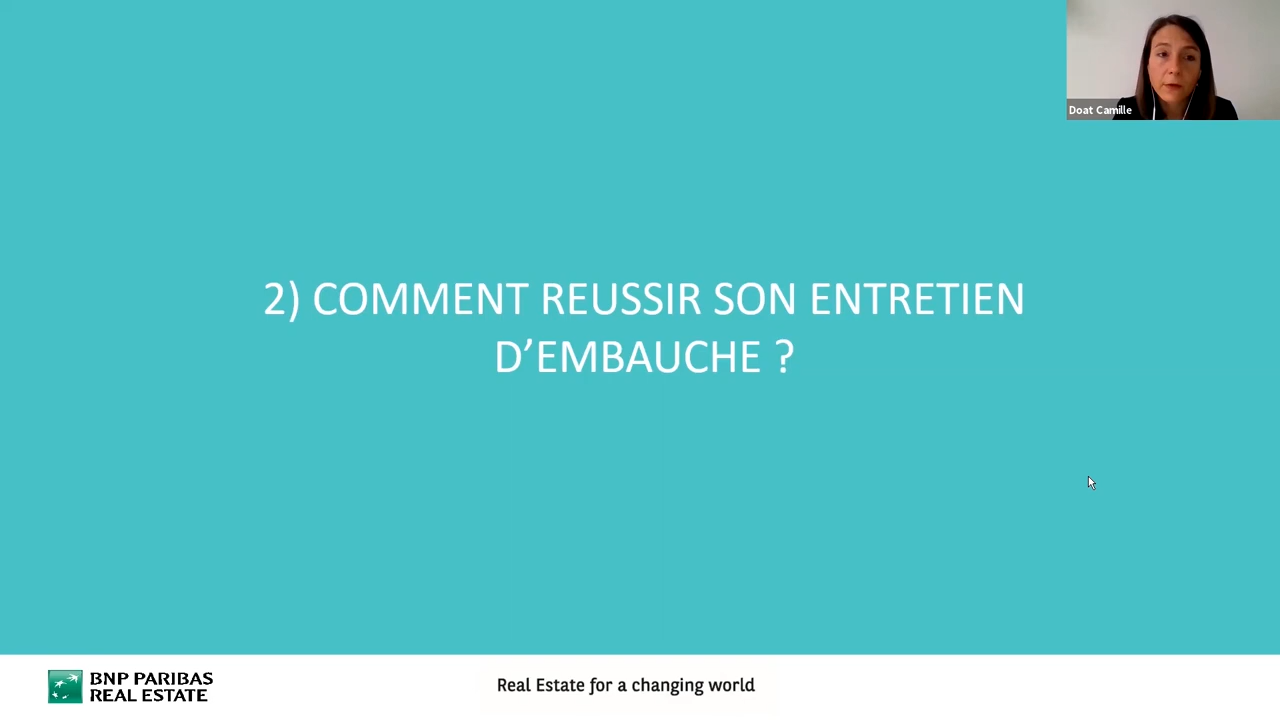 Doat Camille
2) COMMENT REUSSIR SON ENTRETIEN
D’EMBAUCHE ?
BNP PARIBAS
REAL ESTATE
Real Estate for a changing world